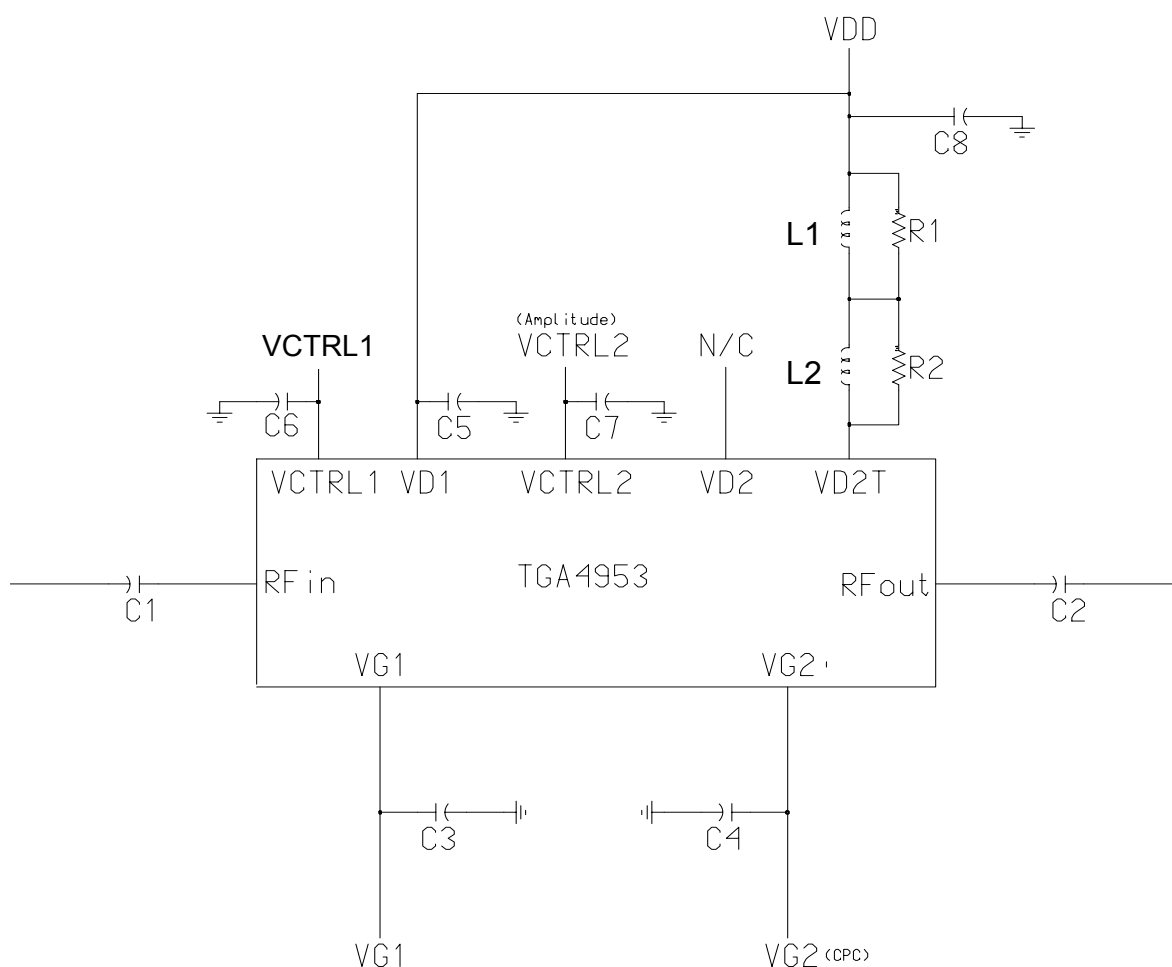 VDD
C8
L1
R1
(Amplitude)
VCTRL1
VCTRL2
N/C
L2
R2
C6
C5
C7
VCTRL1
VD1
VCTRL2
VD2
VD2T
RFin
TGA4953
RFout
C1
C2
VG1
VG2
C3
C4
VG1
VG2 (CPC)